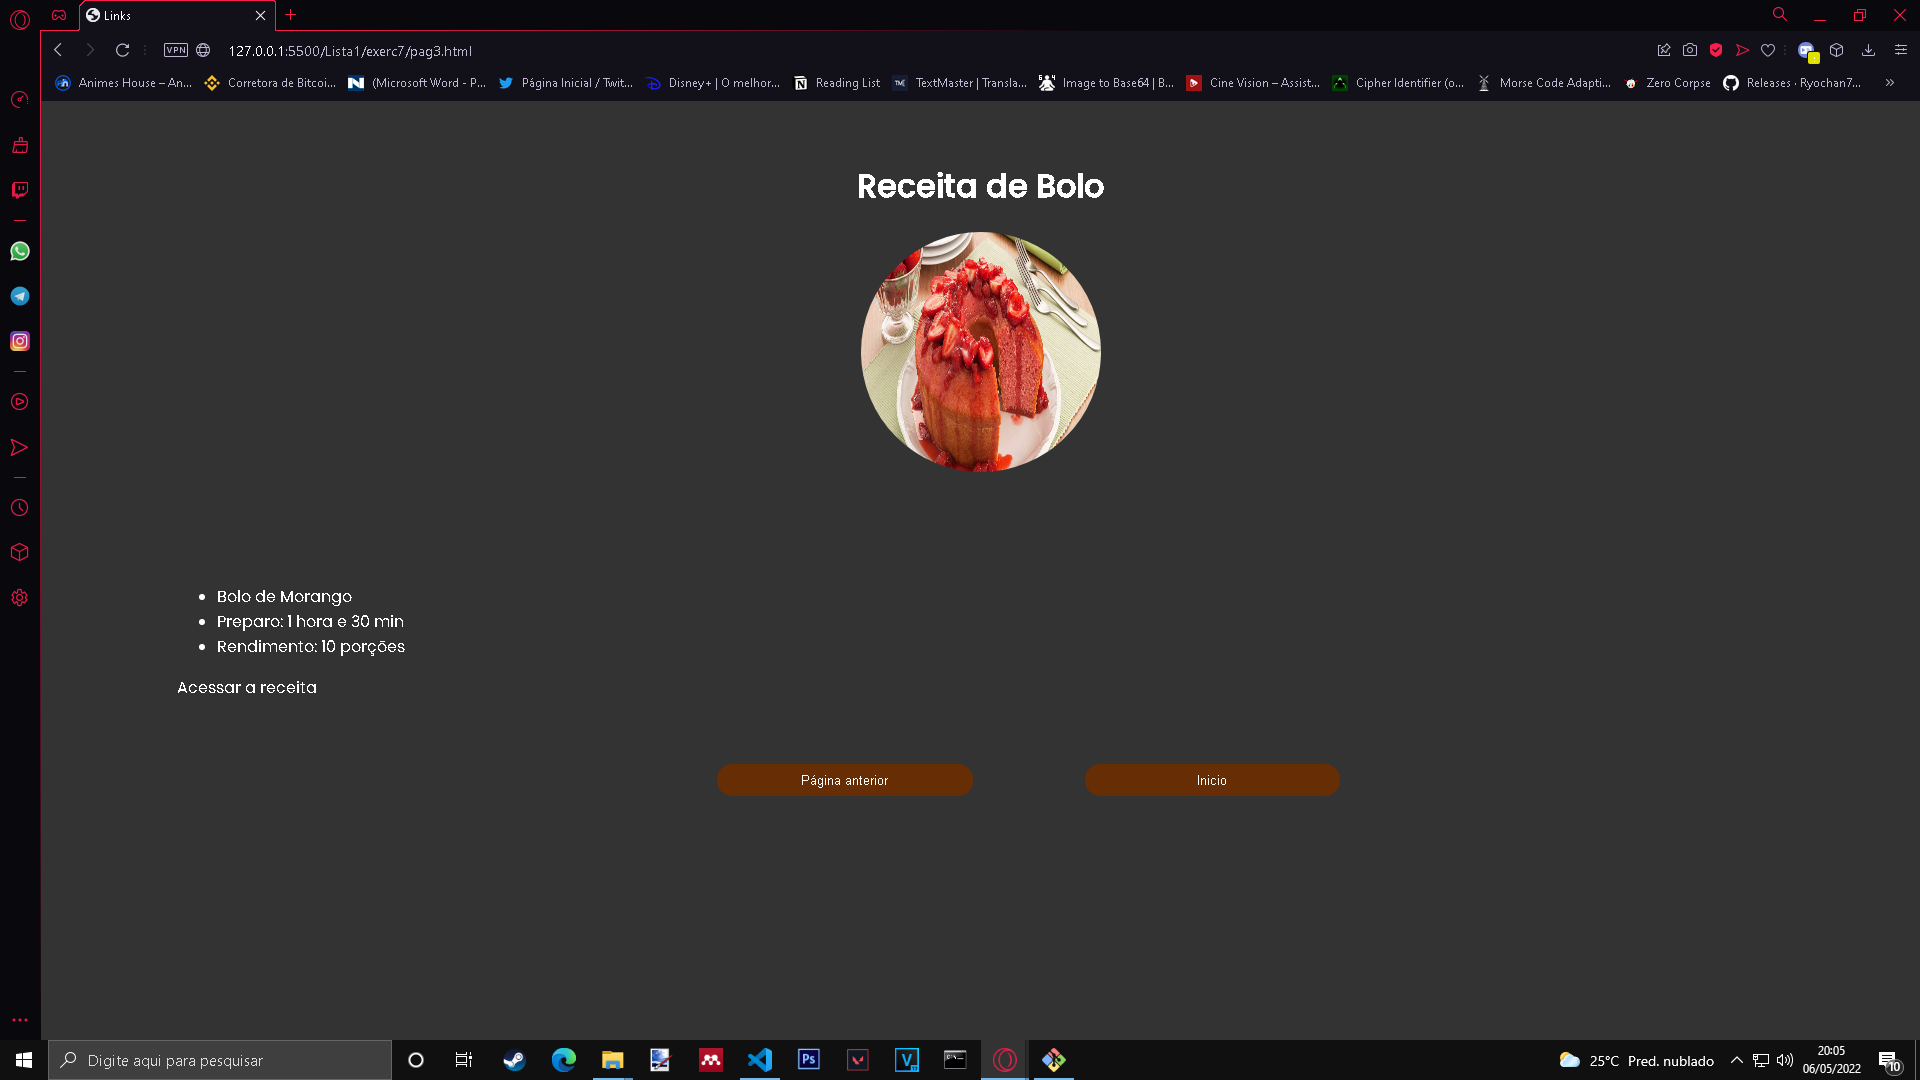 Links
VPN
127.0.0.1:5500/Lista1/exerc7/pag3.html
Animes House – An...
Corretora de Bitcoi...
(Microsoft Word - P...
Página Inicial / Twit...
Disney+ | O melhor...
Reading List
TextMaster | Transla...
Image to Base64 | B...
Cine Vision – Assist...
Cipher Identifier (o...
Morse Code Adapti...
Zero Corpse
Releases · Ryochan7...
Receita de Bolo
Bolo de Morango
Preparo: 1 hora e 30 min
Rendimento: 10 porções
Acessar a receita
Página anterior
Inicio
Digite aqui para pesquisar
Ps
V
25°C Pred. nublado
20:05
06/05/2022
10